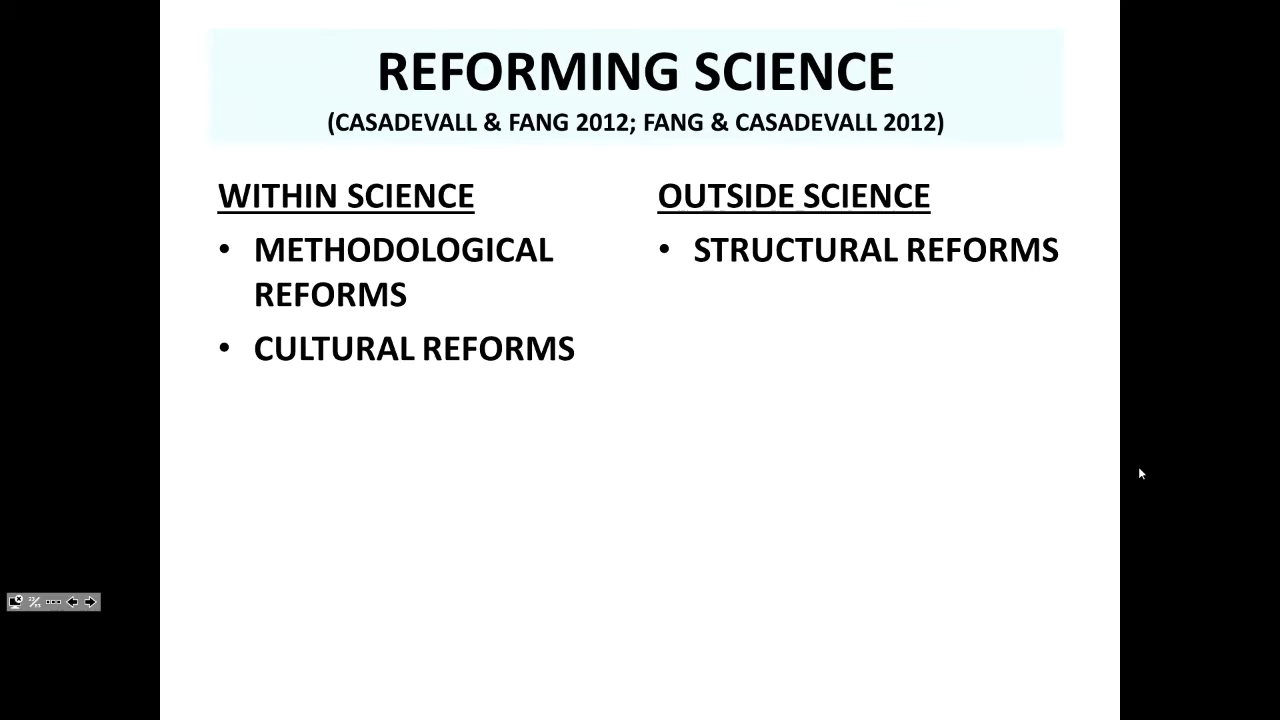 REFORMING SCIENCE
(CASADEVALL & FANG 2012; FANG & CASADEVALL 2012)
WITHIN SCIENCE
• METHODOLOGICAL
REFORMS
• CULTURAL REFORMS
OUTSIDE SCIENCE
• STRUCTURAL REFORMS